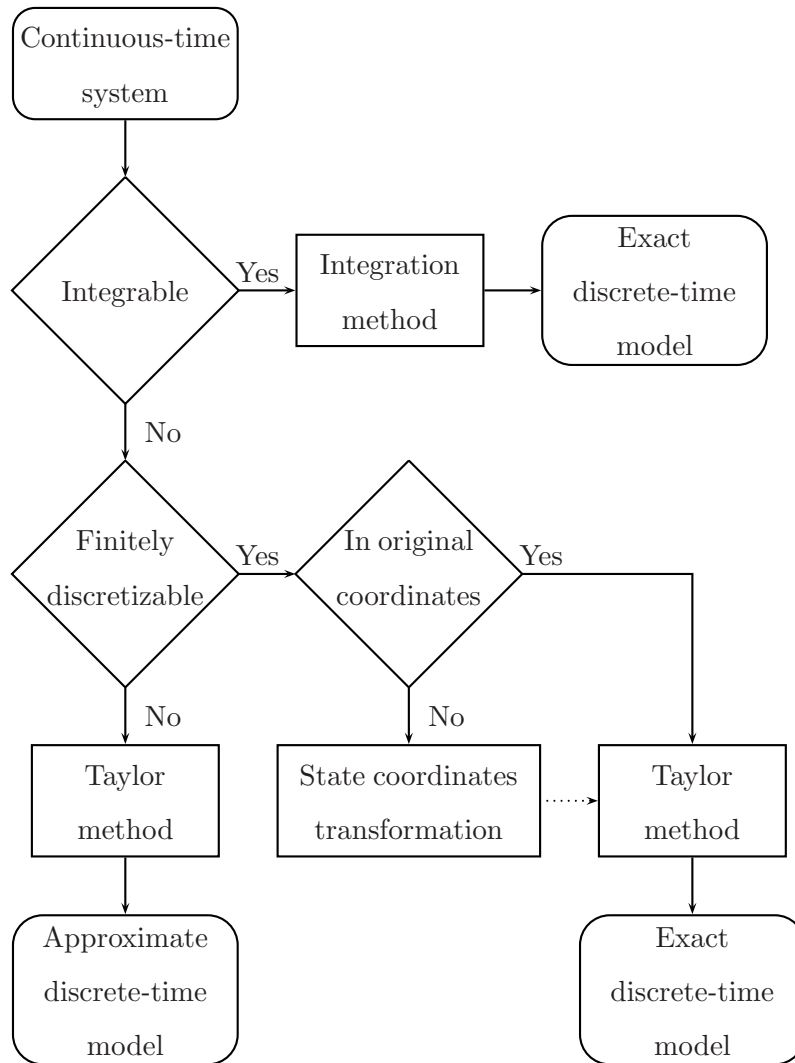 Continuous-time
system
Integrable
Yes
Integration
method
Exact
discrete-time
model
No
Finitely
discretizable
Yes
In original
coordinates
Yes
No
No
Taylor
method
State coordinates
transformation
Taylor
method
Approximate
discrete-time
model
Exact
discrete-time
model